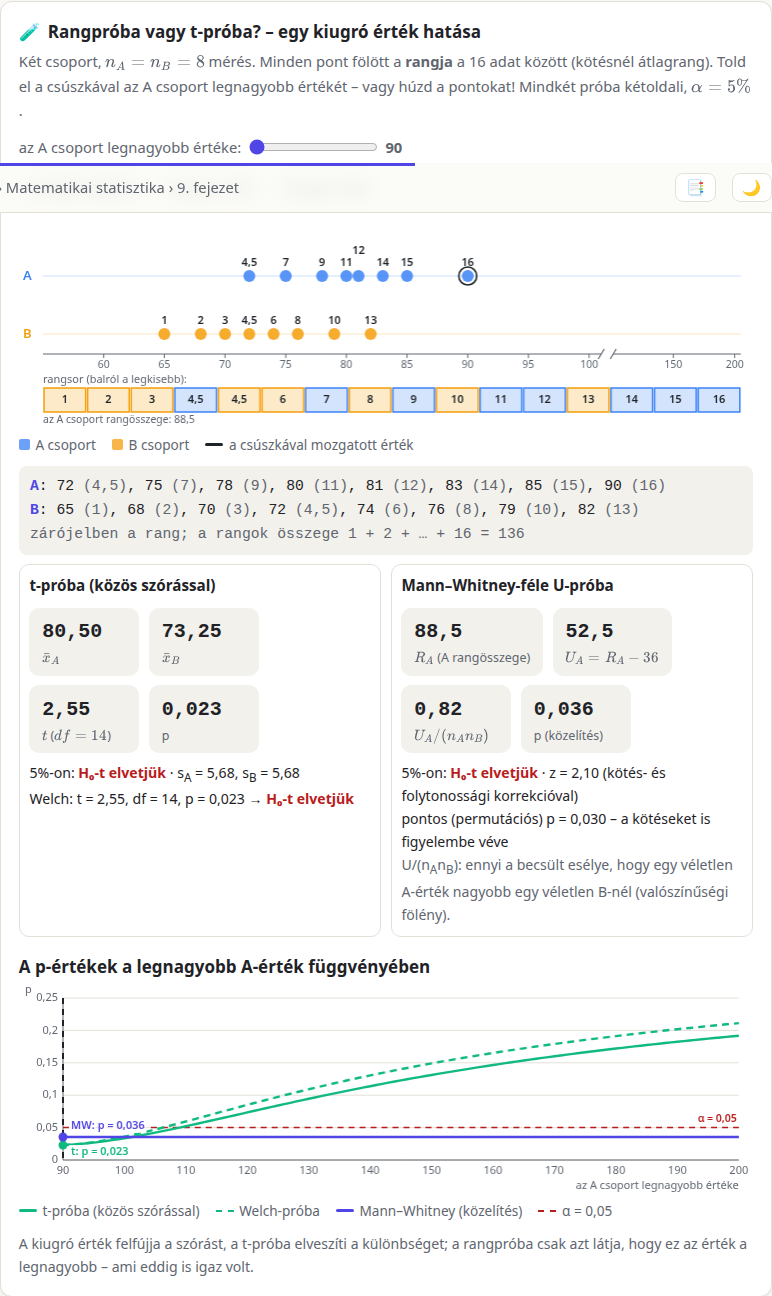 🧪 Rangpróba vagy t-próba? – egy kiugró érték hatása
Két csoport, n_A = n_B = 8 mérés. Minden pont fölött a rangja a 16 adat között (kötésnél átlagrang). Told
el a csúszkával az A csoport legnagyobb értékét – vagy húzd a pontokat! Mindkét próba kétoldali, α = 5%
.
az A csoport legnagyobb értéke: 90
› Matematikai statisztika › 9. fejezet
12
4,5 7 9 11 14 15 16
A
1 2 3 4,5 6 8 10 13
B
60 65 70 75 80 85 90 95 100 150 200
rangsor (balról a legkisebb):
1 2 3 4,5 4,5 6 7 8 9 10 11 12 13 14 15 16
az A csoport rangösszege: 88,5
A csoport B csoport a csúszkával mozgatott érték
A: 72 (4,5), 75 (7), 78 (9), 80 (11), 81 (12), 83 (14), 85 (15), 90 (16)
B: 65 (1), 68 (2), 70 (3), 72 (4,5), 74 (6), 76 (8), 79 (10), 82 (13)
zárójelben a rang; a rangok összege 1 + 2 + … + 16 = 136
t-próba (közös szórással)
80,50 73,25
x̄_A x̄_B
2,55 0,023
t (df = 14) p
5%-on: H₀-t elvetjük · s_A = 5,68, s_B = 5,68
Welch: t = 2,55, df = 14, p = 0,023 → H₀-t elvetjük
Mann–Whitney-féle U-próba
88,5 52,5
R_A (A rangösszege) U_A = R_A − 36
0,82 0,036
U_A/(n_A n_B) p (közelítés)
5%-on: H₀-t elvetjük · z = 2,10 (kötés- és
folytonossági korrekcióval)
pontos (permutációs) p = 0,030 – a kötéseket is
figyelembe véve
U/(n_A n_B): ennyi a becsült esélye, hogy egy véletlen
A-érték nagyobb egy véletlen B-nél (valószínűségi
fölény).
A p-értékek a legnagyobb A-érték függvényében
p
0,25
0,2
0,15
0,1
0,05
0
α = 0,05
MW: p = 0,036
t: p = 0,023
90 100 110 120 130 140 150 160 170 180 190 200
az A csoport legnagyobb értéke
t-próba (közös szórással) Welch-próba Mann–Whitney (közelítés) α = 0,05
A kiugró érték felfújja a szórást, a t-próba elveszíti a különbséget; a rangpróba csak azt látja, hogy ez az érték a
legnagyobb – ami eddig is igaz volt.